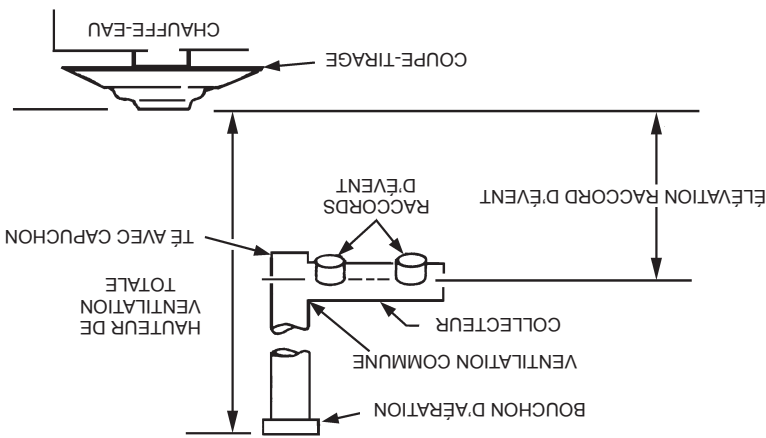 BOUCHON D'AÉRATION
VENTILATION COMMUNE
COLLECTEUR
HAUTEUR DE
VENTILATION
TOTALE
TÉ AVEC CAPUCHON
RACCORDS
D'ÉVENT
ÉLÉVATION RACCORD D'ÉVENT
COUPE-TIRAGE
CHAUFFE-EAU